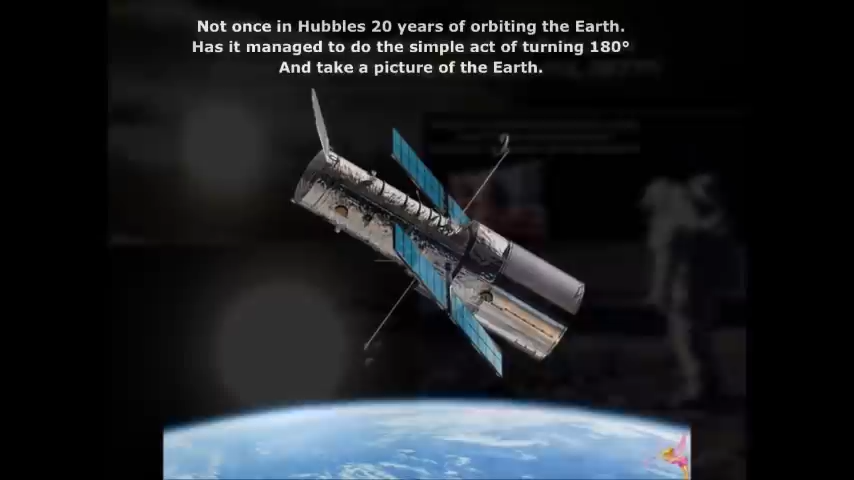 Not once in Hubbles 20 years of orbiting the Earth.
Has it managed to do the simple act of turning 180°
And take a picture of the Earth.